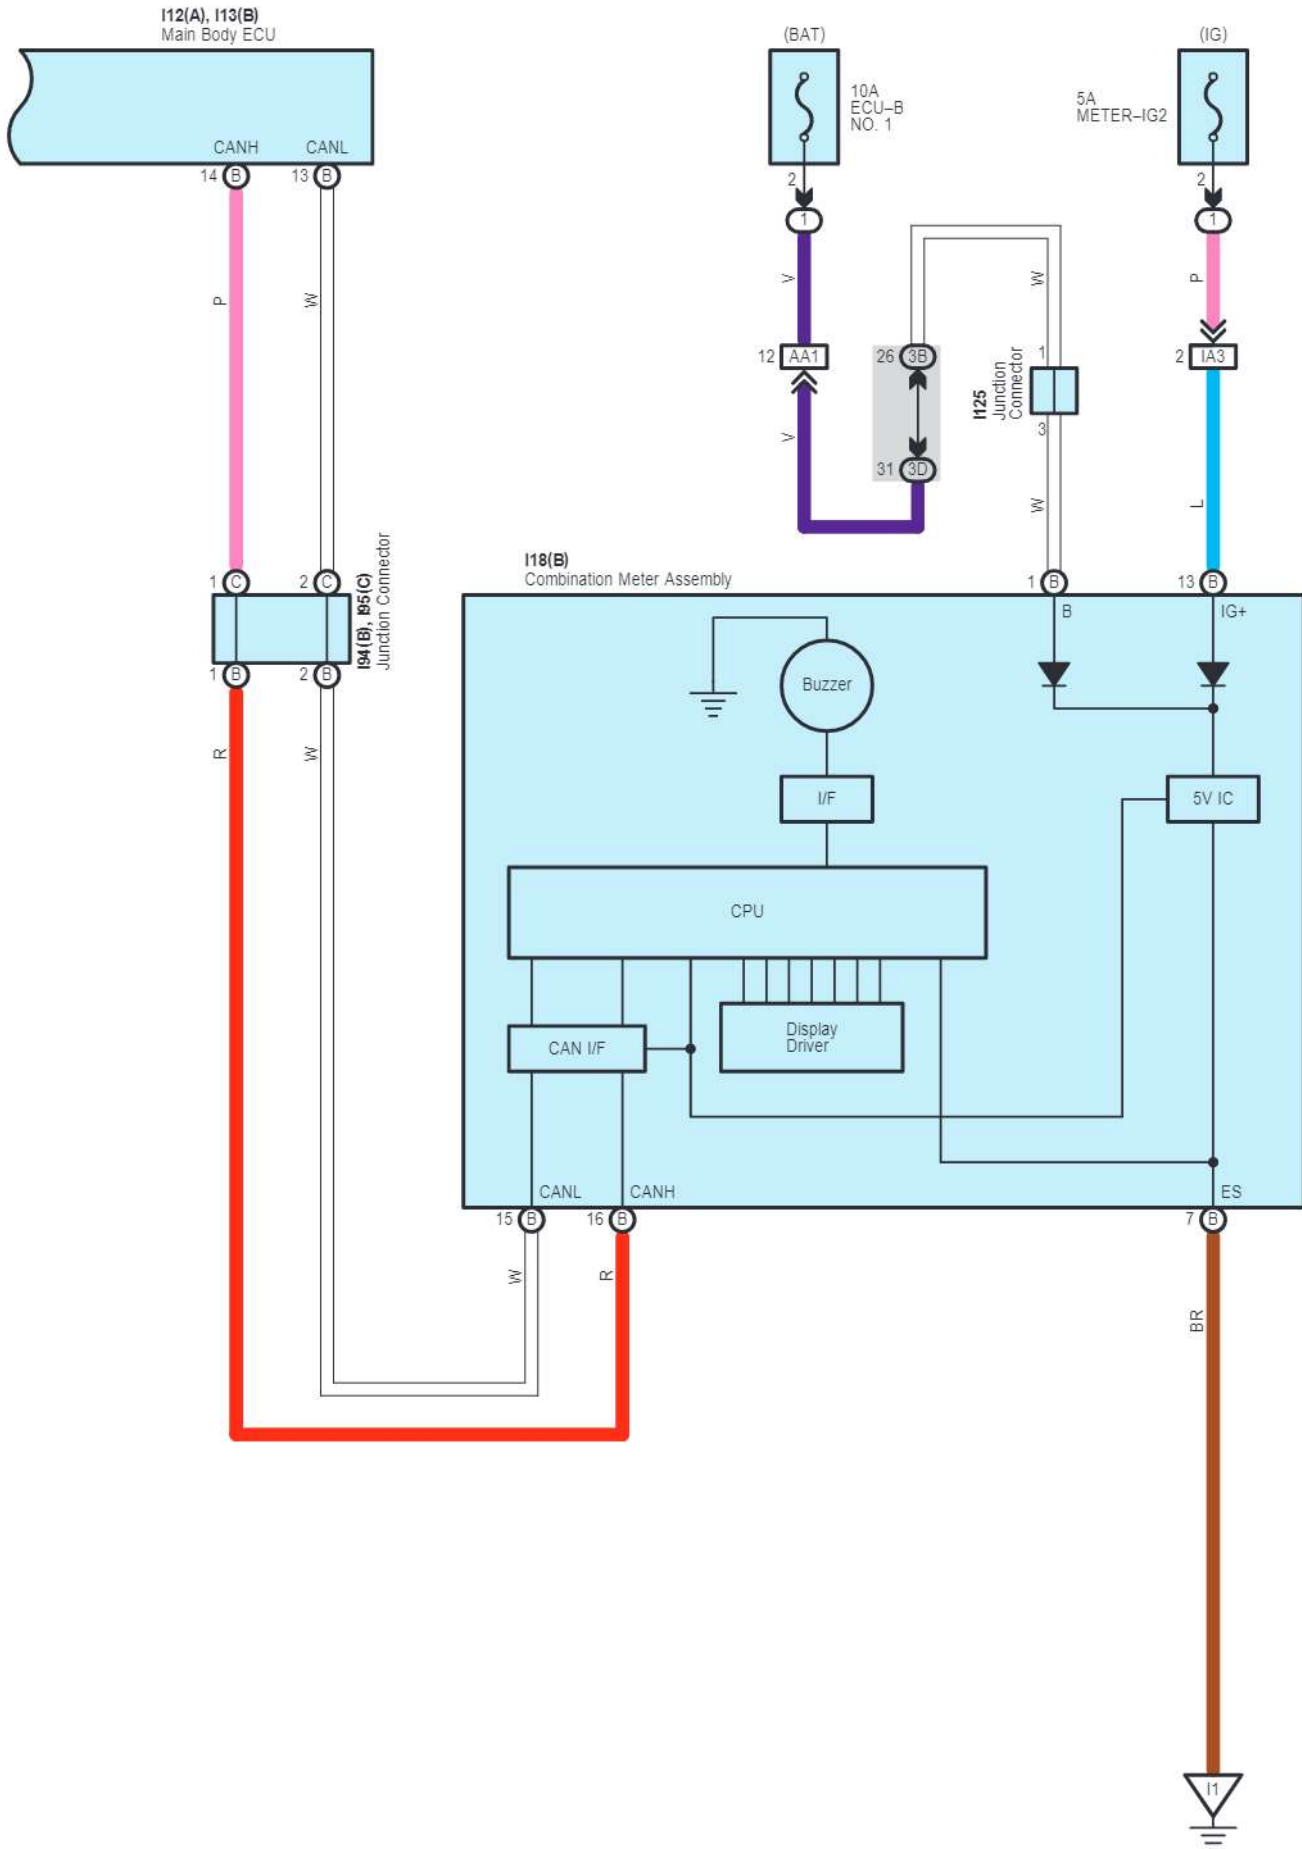 I12(A), I13(B)
Main Body ECU
CANH
CANL
14 B
13 B
(BAT)
10A
ECU–B
NO. 1
2
1
(IG)
5A
METER–IG2
2
1
P
W
V
W
P
12 AA1
26 3B
1
2 IA3
I125
Junction
Connector
V
31 3D
3
W
L
1 C
2 C
I94(B), I95(C)
Junction Connector
1 B
2 B
I18(B)
Combination Meter Assembly
1 B
13 B
B
IG+
Buzzer
R
W
I/F
5V IC
CPU
Display
Driver
CAN I/F
CANL
CANH
ES
15 B
16 B
7 B
W
R
BR
I1